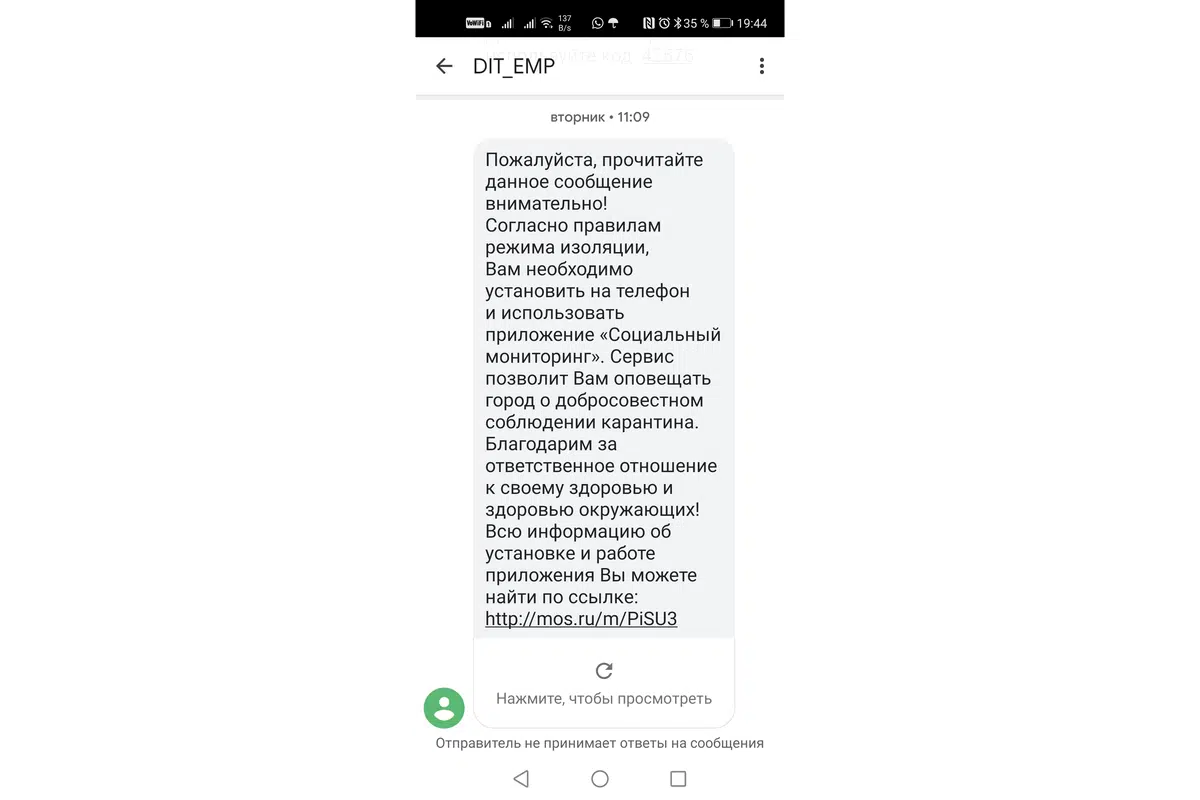 VoWiFi 137 B/s 35 % 19:44
используйте код
DIT_EMP
вторник • 11:09
Пожалуйста, прочитайте
данное сообщение
внимательно!
Согласно правилам
режима изоляции,
Вам необходимо
установить на телефон
и использовать
приложение «Социальный
мониторинг». Сервис
позволит Вам оповещать
город о добросовестном
соблюдении карантина.
Благодарим за
ответственное отношение
к своему здоровью и
здоровью окружающих!
Всю информацию об
установке и работе
приложения Вы можете
найти по ссылке:
http://mos.ru/m/PiSU3
Нажмите, чтобы просмотреть
Отправитель не принимает ответы на сообщения